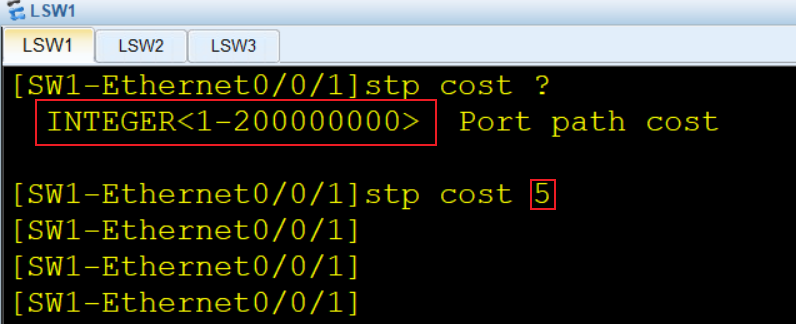 LSW1
LSW1 LSW2 LSW3
[SW1-Ethernet0/0/1]stp cost ?
INTEGER<1-200000000> Port path cost
[SW1-Ethernet0/0/1]stp cost 5
[SW1-Ethernet0/0/1]
[SW1-Ethernet0/0/1]
[SW1-Ethernet0/0/1]